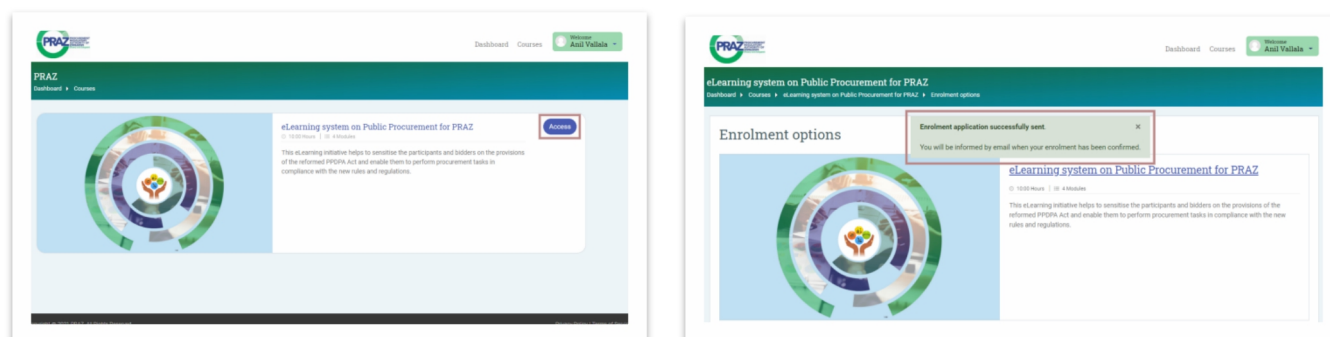 PRAZ
Dashboard Courses
Welcome
Anil Vallala
PRAZ
Dashboard Courses
eLearning system on Public Procurement for PRAZ
10:00 Hours | 4 Modules
Access
This eLearning initiative helps to sensitise the participants and bidders on the provisions
of the reformed PPDPA Act and enable them to perform procurement tasks in
compliance with the new rules and regulations.
PRAZ
Dashboard Courses
Welcome
Anil Vallala
eLearning system on Public Procurement for PRAZ
Dashboard Courses eLearning system on Public Procurement for PRAZ Enrolment options
Enrolment application successfully sent ×
You will be informed by email when your enrolment has been confirmed.
Enrolment options
eLearning system on Public Procurement for PRAZ
10:00 Hours | 4 Modules
This eLearning initiative helps to sensitise the participants and bidders on the provisions of the
reformed PPDPA Act and enable them to perform procurement tasks in compliance with the new
rules and regulations.